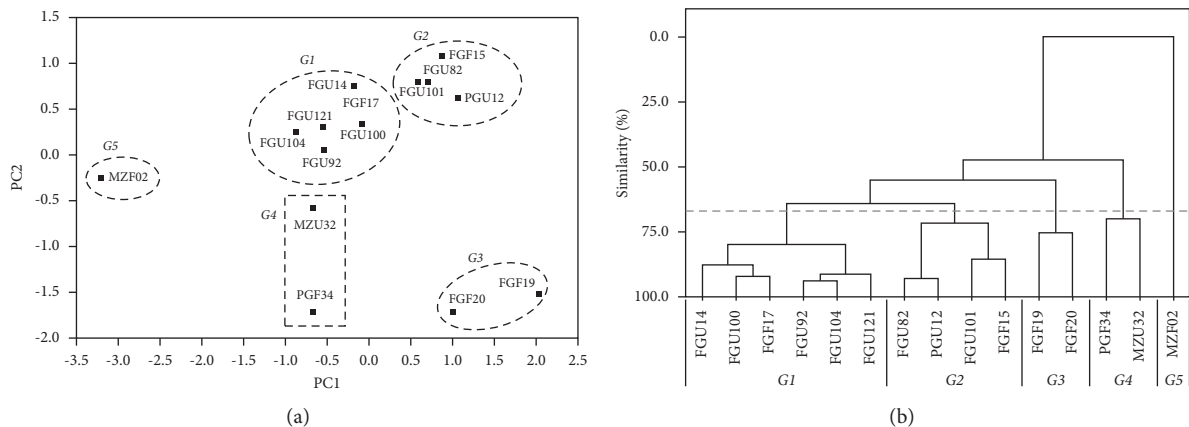 1.5
1.0
0.5
0.0
-0.5
-1.0
-1.5
-2.0
PC2
-3.5 -3.0 -2.5 -2.0 -1.5 -1.0 -0.5 0.0 0.5 1.0 1.5 2.0 2.5
PC1
G1
FGU14
FGF17
FGU121
FGU104
FGU100
FGU92
G2
FGF15
FGU82
FGU101
PGU12
G5
MZF02
G4
MZU32
PGF34
G3
FGF19
FGF20
(a)
0.0
25.0
50.0
75.0
100.0
Similarity (%)
FGU14
FGU100
FGF17
FGU92
FGU104
FGU121
FGU82
PGU12
FGU101
FGF15
FGF19
FGF20
PGF34
MZU32
MZF02
G1 G2 G3 G4 G5
(b)